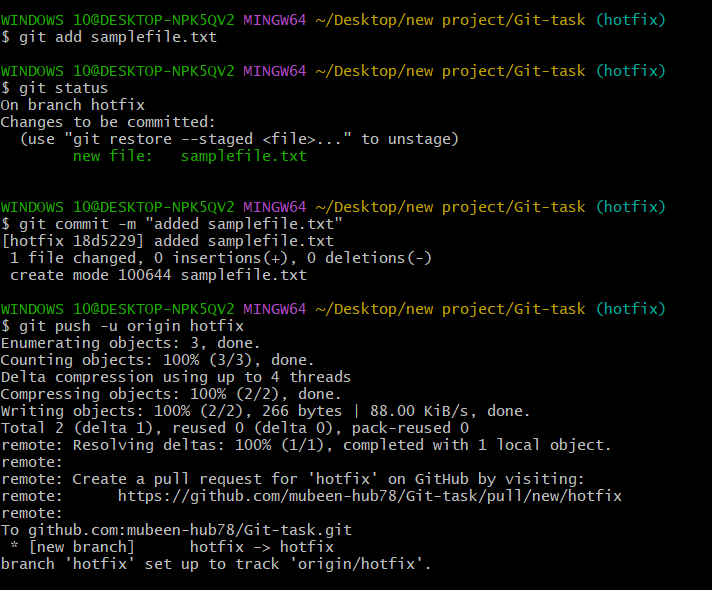 WINDOWS 10@DESKTOP-NPK5QV2 MINGW64 ~/Desktop/new project/Git-task (hotfix)
$ git add samplefile.txt
WINDOWS 10@DESKTOP-NPK5QV2 MINGW64 ~/Desktop/new project/Git-task (hotfix)
$ git status
On branch hotfix
Changes to be committed:
  (use "git restore --staged <file>..." to unstage)
        new file:   samplefile.txt
WINDOWS 10@DESKTOP-NPK5QV2 MINGW64 ~/Desktop/new project/Git-task (hotfix)
$ git commit -m "added samplefile.txt"
[hotfix 18d5229] added samplefile.txt
 1 file changed, 0 insertions(+), 0 deletions(-)
 create mode 100644 samplefile.txt
WINDOWS 10@DESKTOP-NPK5QV2 MINGW64 ~/Desktop/new project/Git-task (hotfix)
$ git push -u origin hotfix
Enumerating objects: 3, done.
Counting objects: 100% (3/3), done.
Delta compression using up to 4 threads
Compressing objects: 100% (2/2), done.
Writing objects: 100% (2/2), 266 bytes | 88.00 KiB/s, done.
Total 2 (delta 1), reused 0 (delta 0), pack-reused 0
remote: Resolving deltas: 100% (1/1), completed with 1 local object.
remote:
remote: Create a pull request for 'hotfix' on GitHub by visiting:
remote:      https://github.com/mubeen-hub78/Git-task/pull/new/hotfix
remote:
To github.com:mubeen-hub78/Git-task.git
 * [new branch]      hotfix -> hotfix
branch 'hotfix' set up to track 'origin/hotfix'.